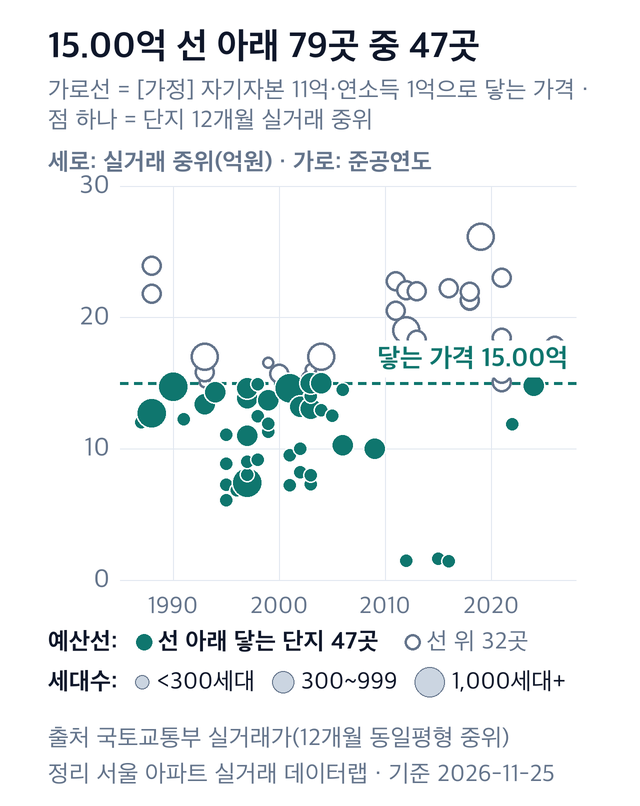 15.00억 선 아래 79곳 중 47곳
가로선 = [가정] 자기자본 11억·연소득 1억으로 닿는 가격 ·
점 하나 = 단지 12개월 실거래 중위
세로: 실거래 중위(억원) · 가로: 준공연도
30
20
닿는 가격 15.00억
10
0
1990 2000 2010 2020
예산선: 선 아래 닿는 단지 47곳 선 위 32곳
세대수: <300세대 300~999 1,000세대+
출처 국토교통부 실거래가(12개월 동일평형 중위)
정리 서울 아파트 실거래 데이터랩 · 기준 2026-11-25